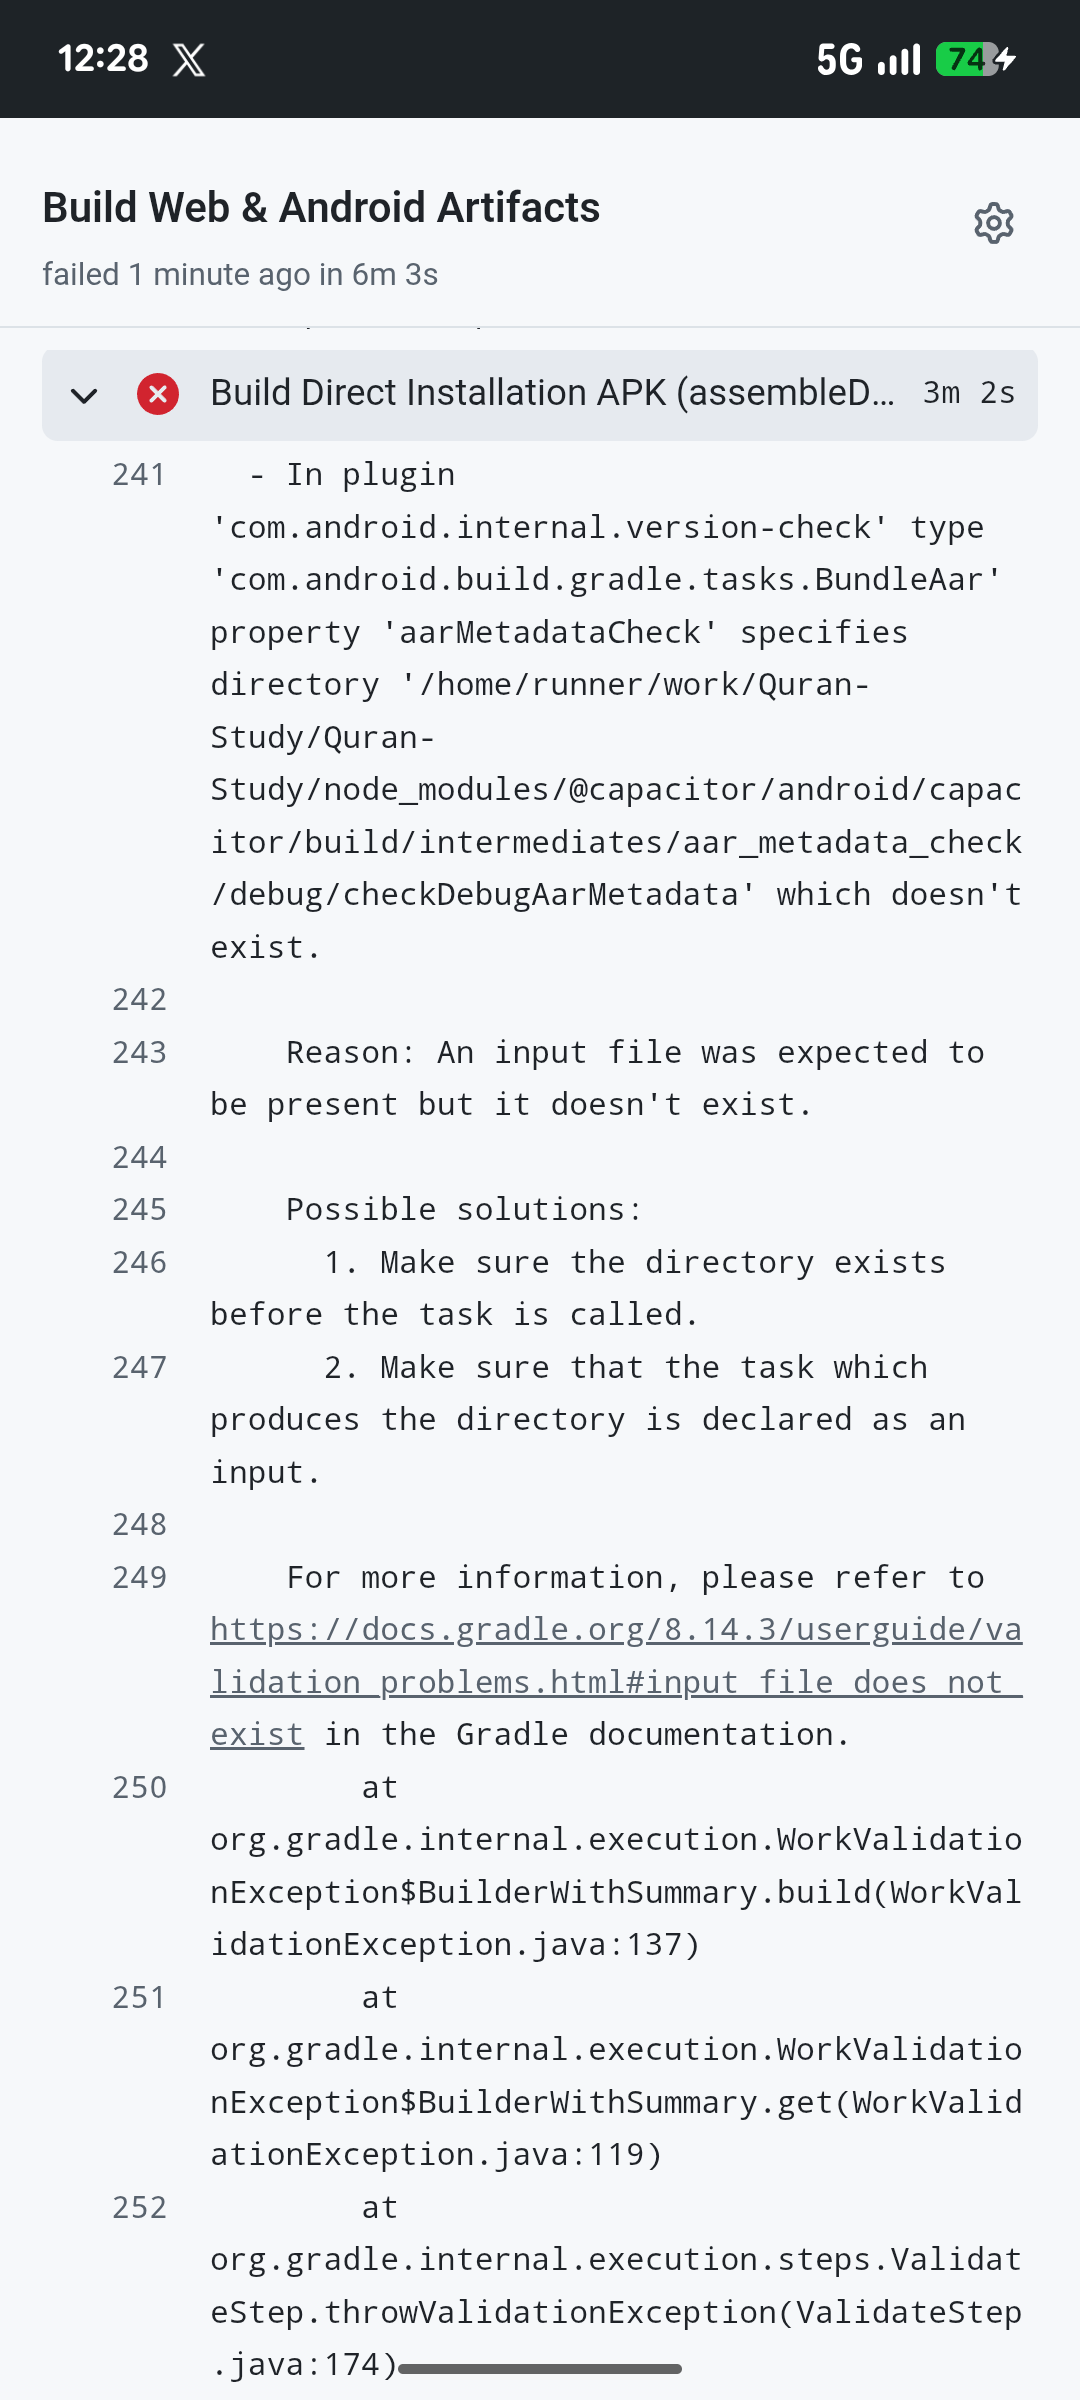 12:28 X 5G 74
Build Web & Android Artifacts
failed 1 minute ago in 6m 3s
Build Direct Installation APK (assembleD... 3m 2s
241 - In plugin
'com.android.internal.version-check' type
'com.android.build.gradle.tasks.BundleAar'
property 'aarMetadataCheck' specifies
directory '/home/runner/work/Quran-
Study/Quran-
Study/node_modules/@capacitor/android/capac
itor/build/intermediates/aar_metadata_check
/debug/checkDebugAarMetadata' which doesn't
exist.
242
243 Reason: An input file was expected to
be present but it doesn't exist.
244
245 Possible solutions:
246 1. Make sure the directory exists
before the task is called.
247 2. Make sure that the task which
produces the directory is declared as an
input.
248
249 For more information, please refer to
https://docs.gradle.org/8.14.3/userguide/va
lidation_problems.html#input_file_does_not_
exist in the Gradle documentation.
250 at
org.gradle.internal.execution.WorkValidatio
nException$BuilderWithSummary.build(WorkVal
idationException.java:137)
251 at
org.gradle.internal.execution.WorkValidatio
nException$BuilderWithSummary.get(WorkValid
ationException.java:119)
252 at
org.gradle.internal.execution.steps.Validat
eStep.throwValidationException(ValidateStep
.java:174)